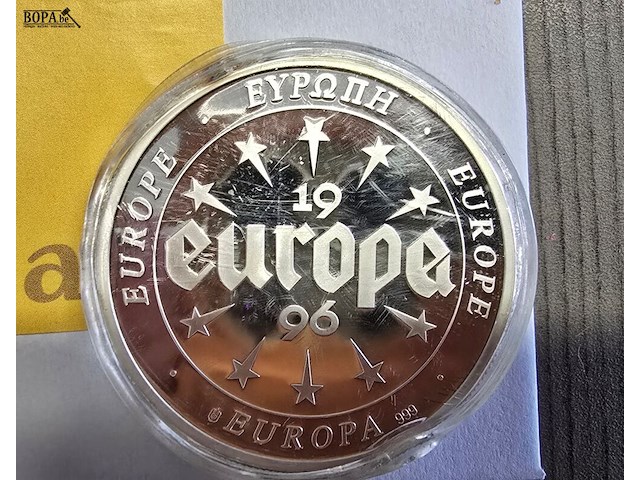 BOPA.be
a
ΕΥΡΩΠΗ
EUROPE
EUROPE
19
europa
96
EUROPA 999